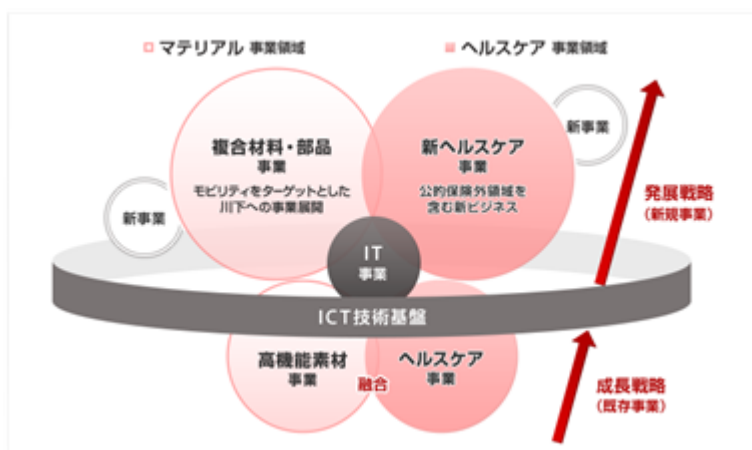 マテリアル 事業領域
ヘルスケア 事業領域
複合材料・部品
事業
モビリティをターゲットとした
川下への事業展開
新ヘルスケア
事業
公的保険外領域を
含む新ビジネス
新事業
新事業
発展戦略
(新規事業)
IT
事業
ICT技術基盤
高機能素材
事業
融合
ヘルスケア
事業
成長戦略
(既存事業)